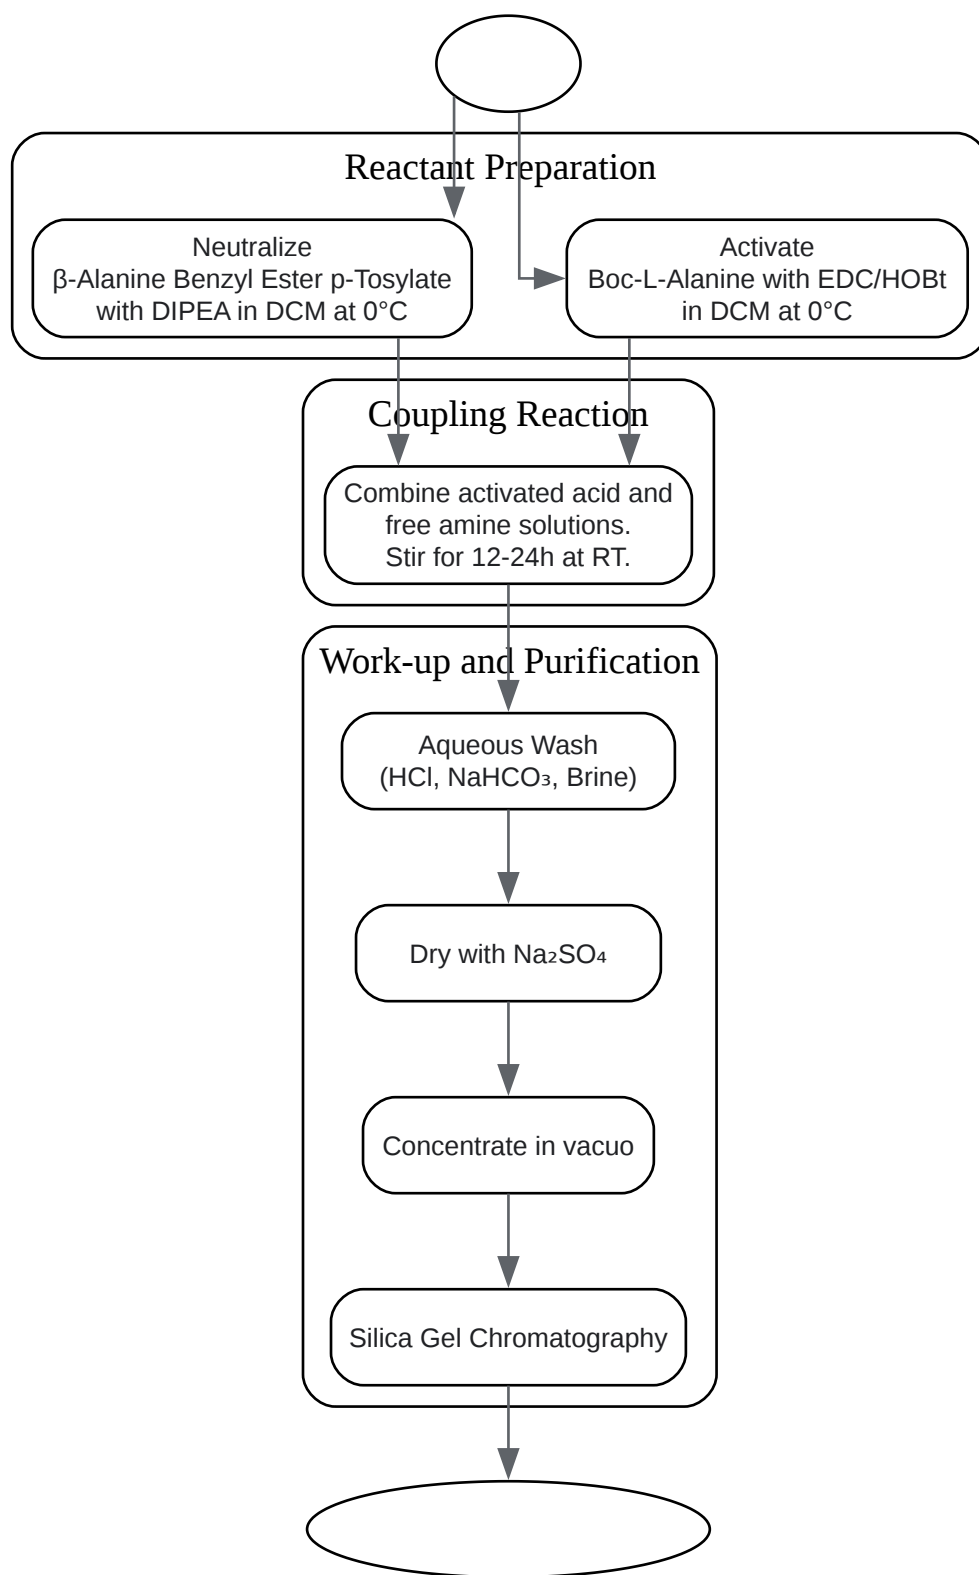 Reactant Preparation
Neutralize
β-Alanine Benzyl Ester p-Tosylate
with DIPEA in DCM at 0°C
Activate
Boc-L-Alanine with EDC/HOBt
in DCM at 0°C
Coupling Reaction
Combine activated acid and
free amine solutions.
Stir for 12-24h at RT.
Work-up and Purification
Aqueous Wash
(HCl, NaHCO₃, Brine)
Dry with Na₂SO₄
Concentrate in vacuo
Silica Gel Chromatography